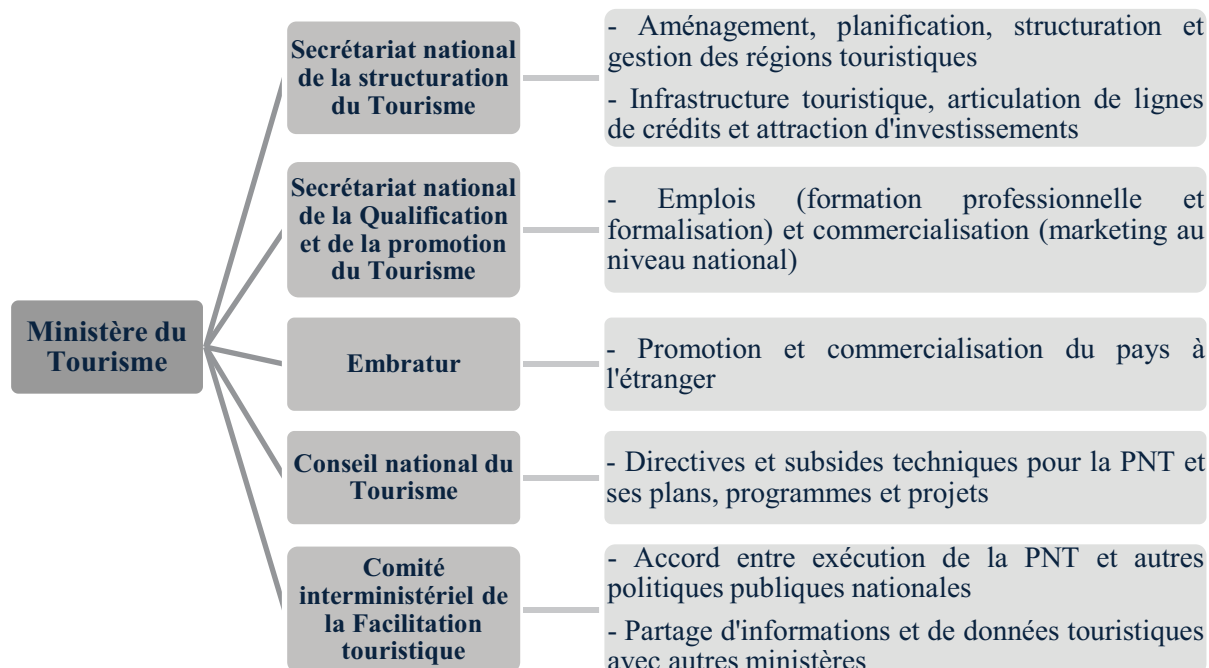 Ministère du
Tourisme
Secrétariat national
de la structuration
du Tourisme
- Aménagement, planification, structuration et
gestion des régions touristiques
- Infrastructure touristique, articulation de lignes
de crédits et attraction d'investissements
Secrétariat national
de la Qualification
et de la promotion
du Tourisme
- Emplois (formation professionnelle et
formalisation) et commercialisation (marketing au
niveau national)
Embratur
- Promotion et commercialisation du pays à
l'étranger
Conseil national du
Tourisme
- Directives et subsides techniques pour la PNT et
ses plans, programmes et projets
Comité
interministériel de
la Facilitation
touristique
- Accord entre exécution de la PNT et autres
politiques publiques nationales
- Partage d'informations et de données touristiques
avec autres ministères